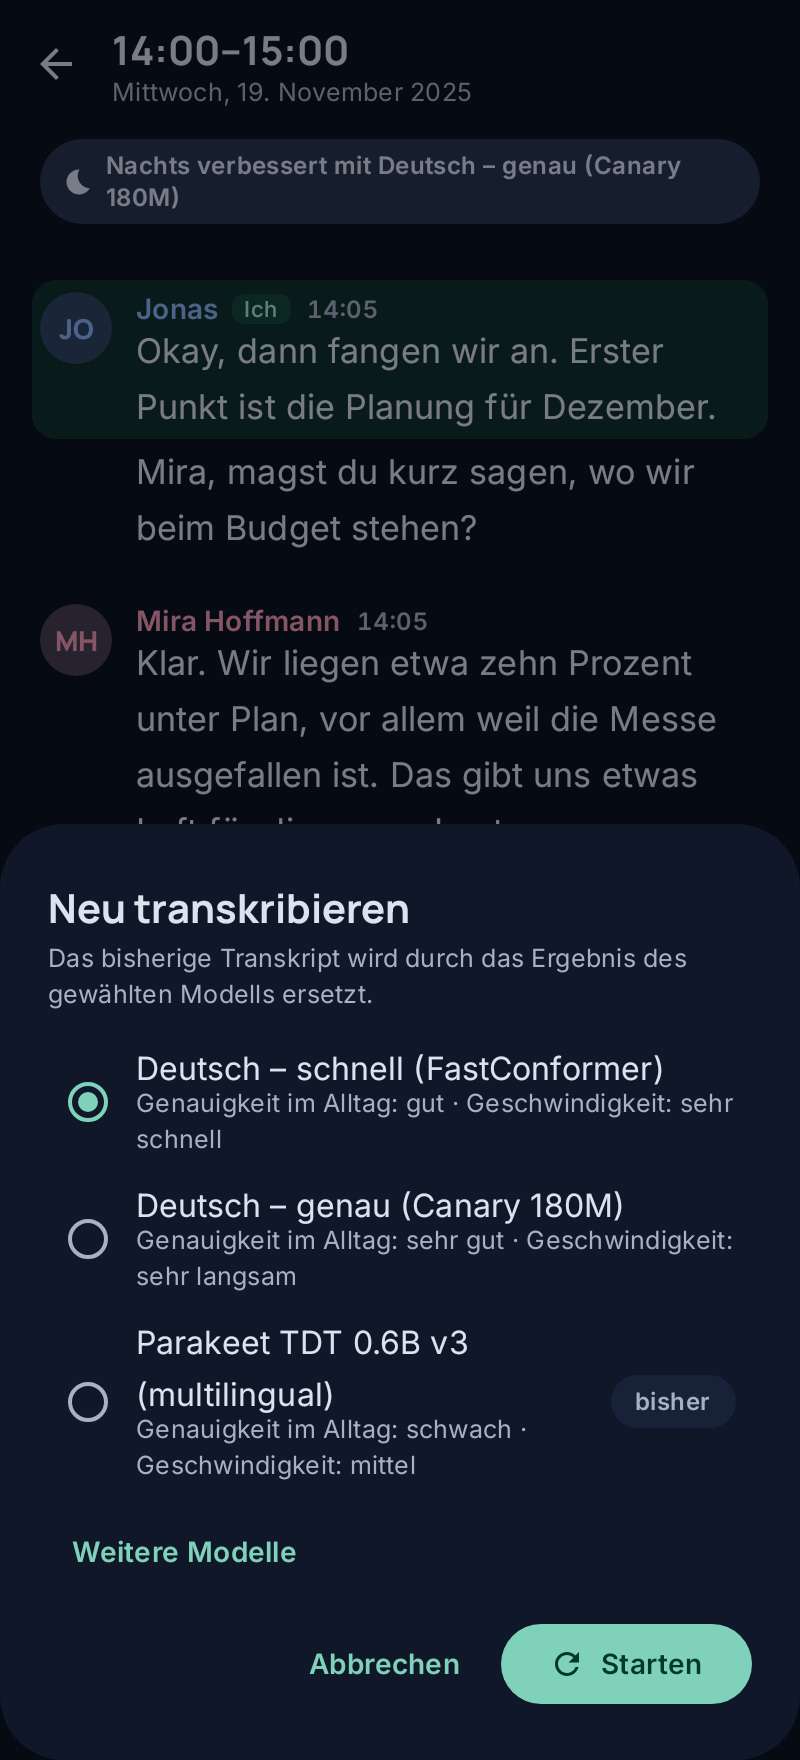 14:00–15:00
Mittwoch, 19. November 2025
Nachts verbessert mit Deutsch – genau (Canary
180M)
JO
Jonas Ich 14:05
Okay, dann fangen wir an. Erster
Punkt ist die Planung für Dezember.
Mira, magst du kurz sagen, wo wir
beim Budget stehen?
MH
Mira Hoffmann 14:05
Klar. Wir liegen etwa zehn Prozent
unter Plan, vor allem weil die Messe
ausgefallen ist. Das gibt uns etwas
Neu transkribieren
Das bisherige Transkript wird durch das Ergebnis des
gewählten Modells ersetzt.
Deutsch – schnell (FastConformer)
Genauigkeit im Alltag: gut · Geschwindigkeit: sehr
schnell
Deutsch – genau (Canary 180M)
Genauigkeit im Alltag: sehr gut · Geschwindigkeit:
sehr langsam
Parakeet TDT 0.6B v3
(multilingual)
bisher
Genauigkeit im Alltag: schwach ·
Geschwindigkeit: mittel
Weitere Modelle
Abbrechen
Starten